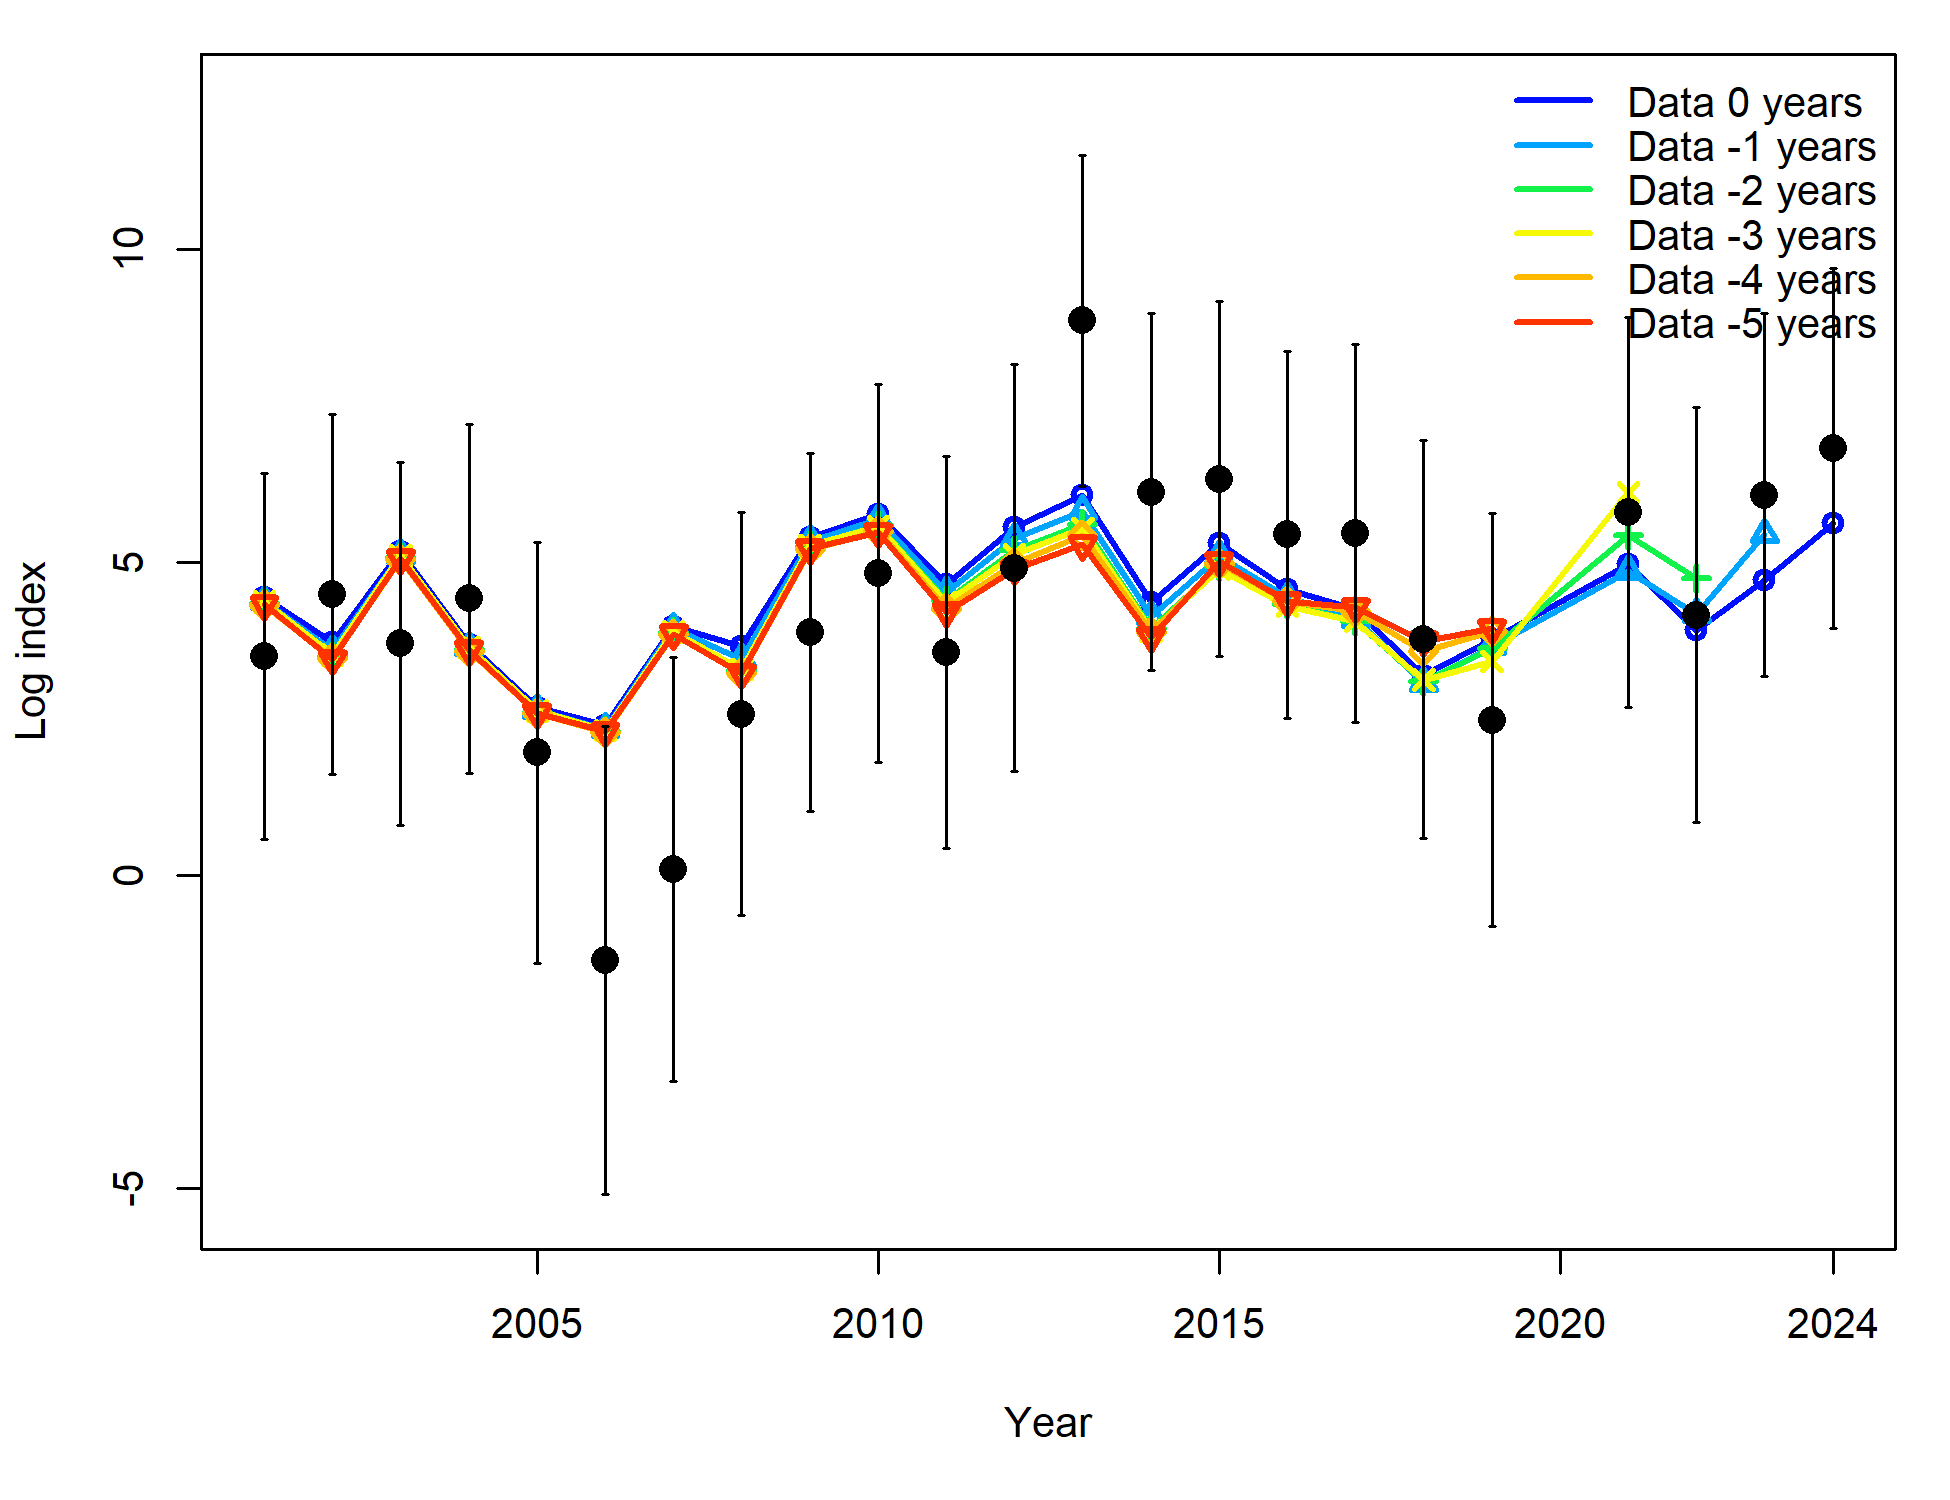 Data 0 years
Data -1 years
Data -2 years
Data -3 years
Data -4 years
Data -5 years
10
5
0
-5
Log index
2005 2010 2015 2020 2024
Year